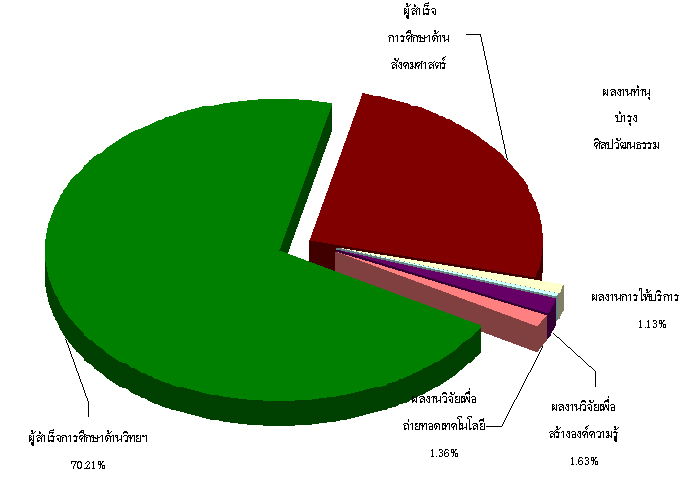 ผู้สำเร็จ
การศึกษาด้าน
สังคมศาสตร์
ผลงานทำนุ
บำรุง
ศิลปวัฒนธรรม
ผลงานการให้บริการ
1.13%
ผลงานวิจัยเพื่อ
สร้างองค์ความรู้
1.63%
ผลงานวิจัยเพื่อ
ถ่ายทอดเทคโนโลยี
1.36%
ผู้สำเร็จการศึกษาด้านวิทยฯ
70.21%